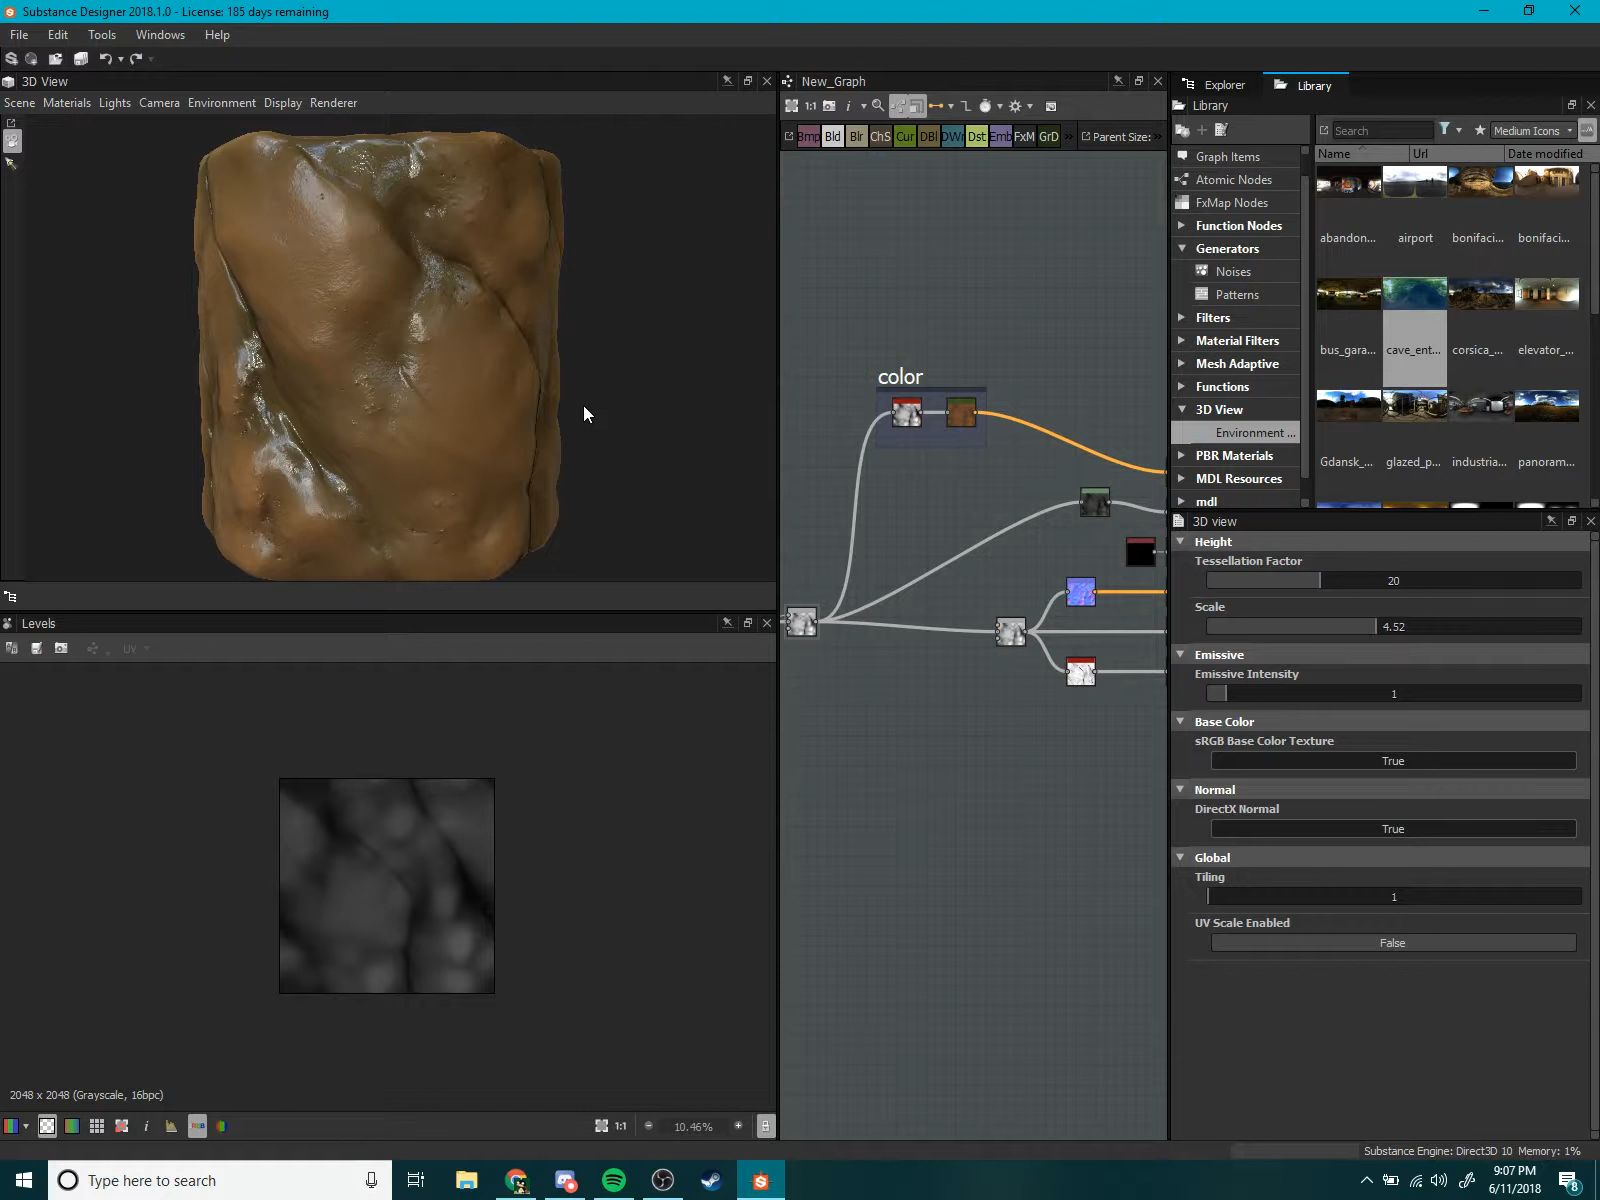 Substance Designer 2018.1.0 - License: 185 days remaining
File Edit Tools Windows Help
3D View
Scene Materials Lights Camera Environment Display Renderer
New_Graph
1:1
Bmp Bld Blr ChS Cur DBl DWr Dst Emb FxM GrD » Parent Size: »
color
Explorer Library
Library
Search Medium Icons
Name Url Date modified
Graph Items
Atomic Nodes
FxMap Nodes
Function Nodes
Generators
Noises
Patterns
Filters
Material Filters
Mesh Adaptive
Functions
3D View
Environment ...
PBR Materials
MDL Resources
mdl
abandon... airport bonifaci... bonifaci...
bus_gara... cave_ent... corsica_... elevator_...
Gdansk_... glazed_p... industria... panoram...
3D view
Height
Tessellation Factor
20
Scale
4.52
Emissive
Emissive Intensity
1
Base Color
sRGB Base Color Texture
True
Normal
DirectX Normal
True
Global
Tiling
1
UV Scale Enabled
False
Levels
UV
2048 x 2048 (Grayscale, 16bpc)
1:1 10.46%
Substance Engine: Direct3D 10 Memory: 1%
Type here to search
9:07 PM
6/11/2018
8